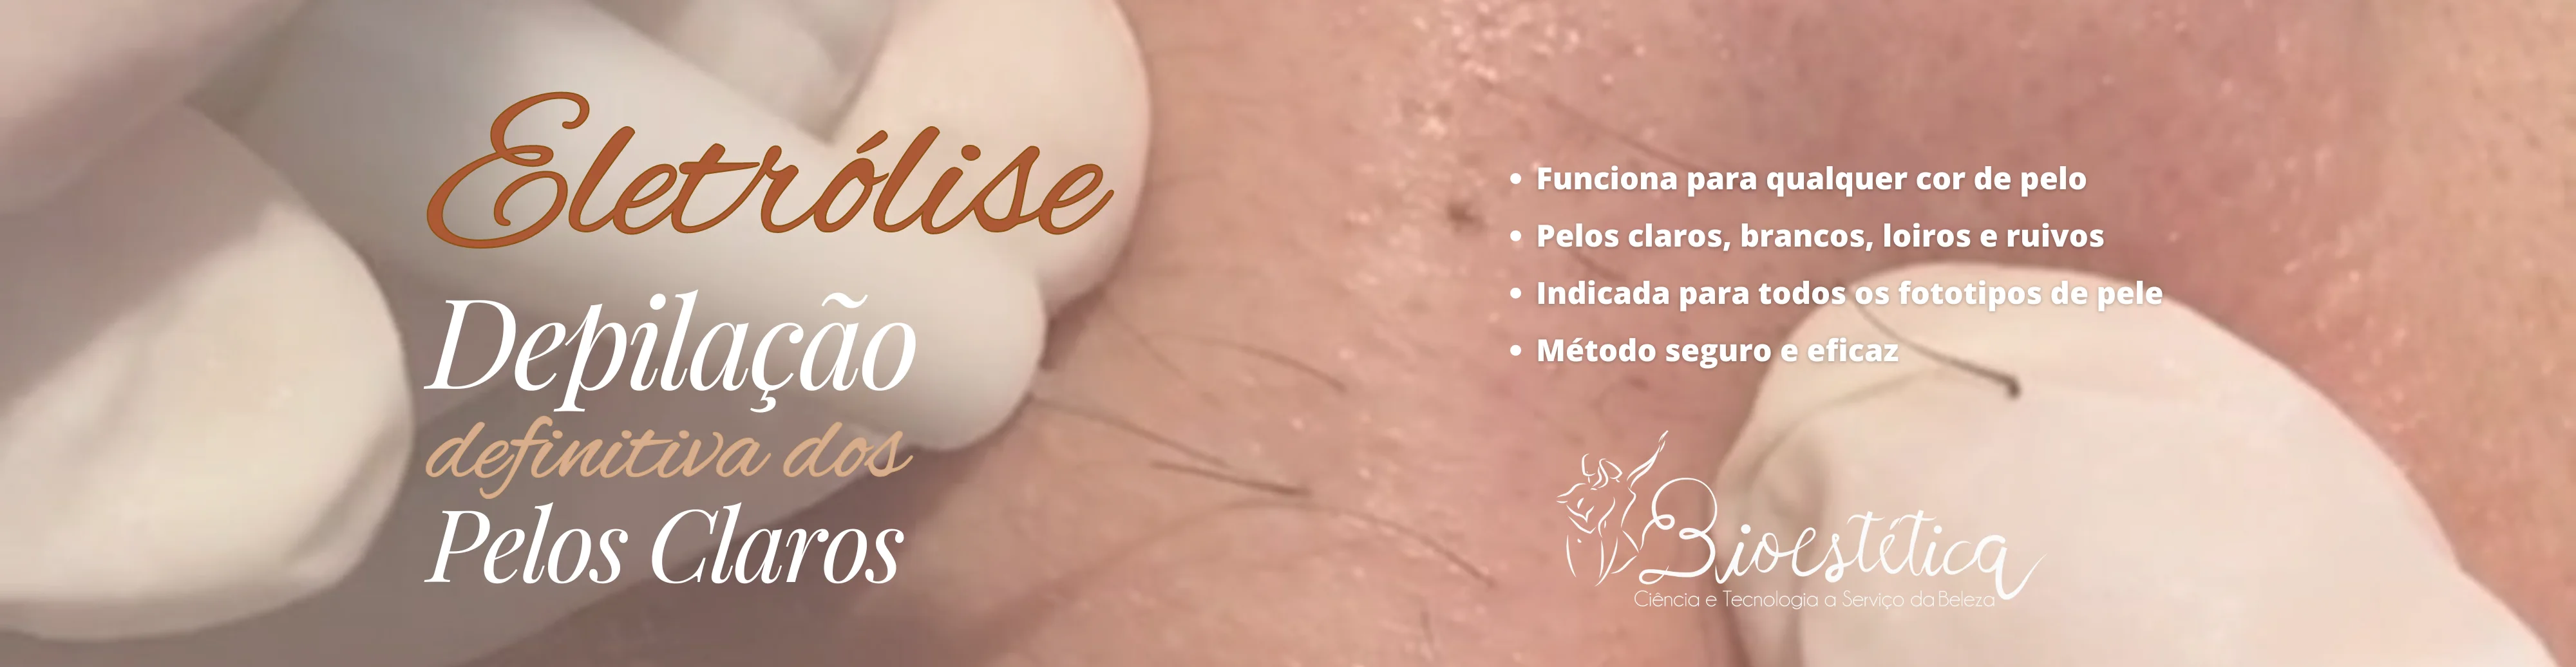 Eletrólise
Depilação
definitiva dos
Pelos Claros
• Funciona para qualquer cor de pelo
• Pelos claros, brancos, loiros e ruivos
• Indicada para todos os fototipos de pele
• Método seguro e eficaz
Bioestética
Ciência e Tecnologia a Serviço da Beleza